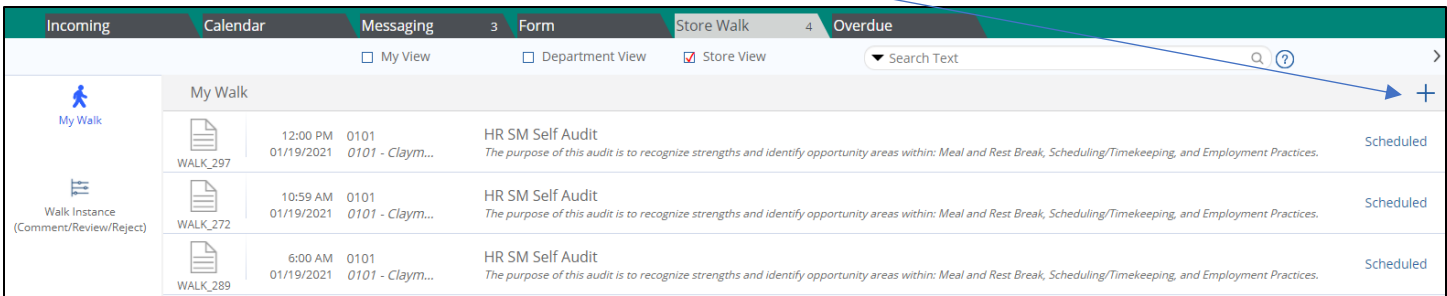 Incoming Calendar Messaging 3 Form Store Walk 4 Overdue
My View Department View Store View Search Text ?
My Walk
My Walk
12:00 PM 0101 HR SM Self Audit Scheduled
WALK_297 01/19/2021 0101 - Claym... The purpose of this audit is to recognize strengths and identify opportunity areas within: Meal and Rest Break, Scheduling/Timekeeping, and Employment Practices.
Walk Instance
(Comment/Review/Reject)
10:59 AM 0101 HR SM Self Audit Scheduled
WALK_272 01/19/2021 0101 - Claym... The purpose of this audit is to recognize strengths and identify opportunity areas within: Meal and Rest Break, Scheduling/Timekeeping, and Employment Practices.
6:00 AM 0101 HR SM Self Audit Scheduled
WALK_289 01/19/2021 0101 - Claym... The purpose of this audit is to recognize strengths and identify opportunity areas within: Meal and Rest Break, Scheduling/Timekeeping, and Employment Practices.